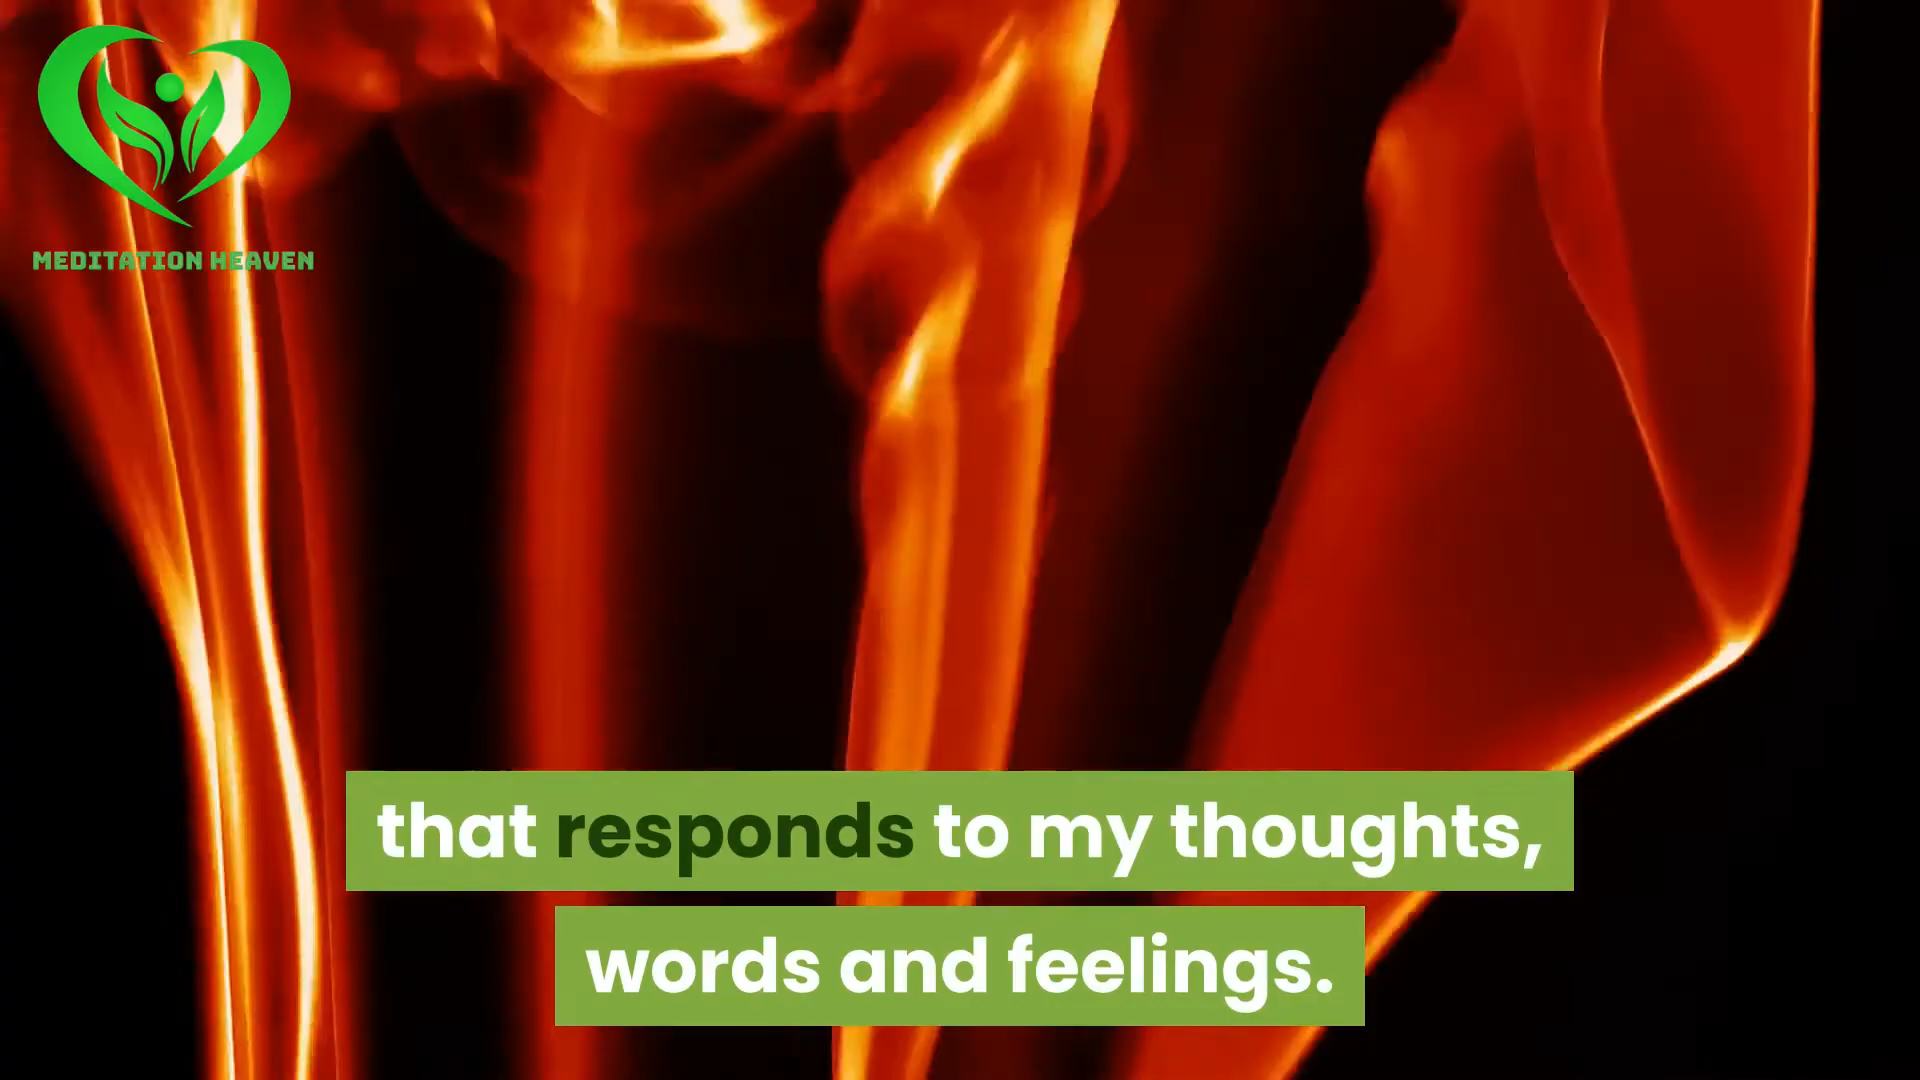 MEDITATION HEAVEN
that responds to my thoughts,
words and feelings.